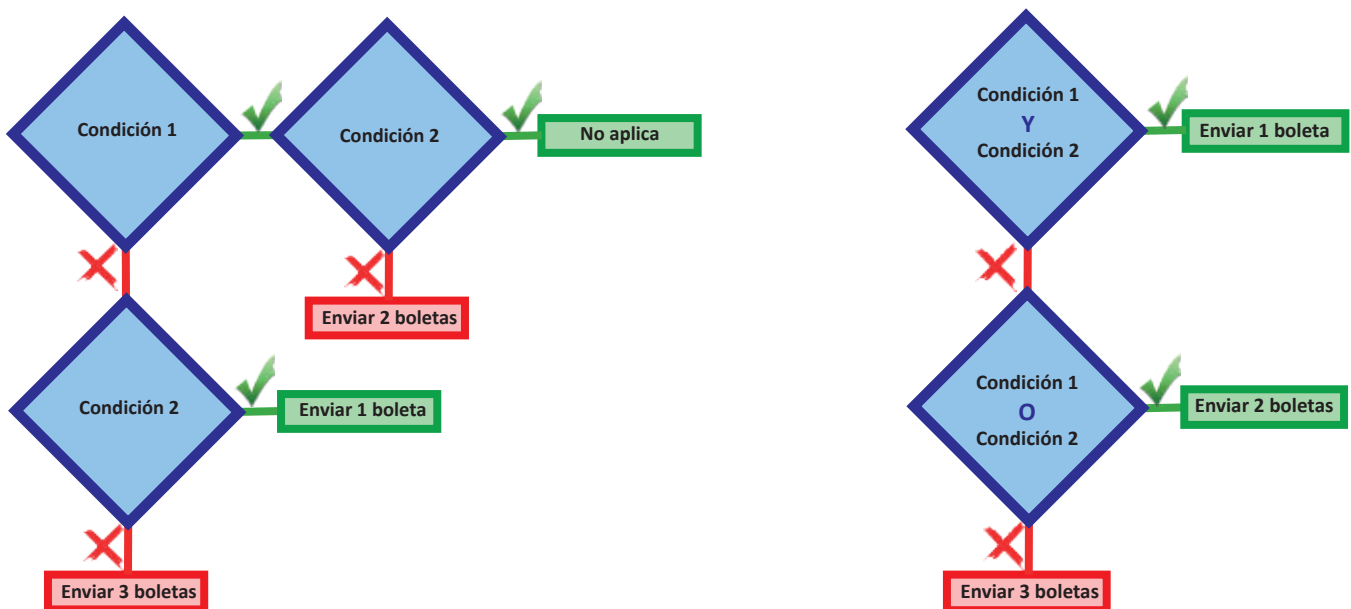 Condición 1
Condición 2
No aplica
Enviar 2 boletas
Condición 2
Enviar 1 boleta
Enviar 3 boletas
Condición 1
Y
Condición 2
Enviar 1 boleta
Condición 1
O
Condición 2
Enviar 2 boletas
Enviar 3 boletas